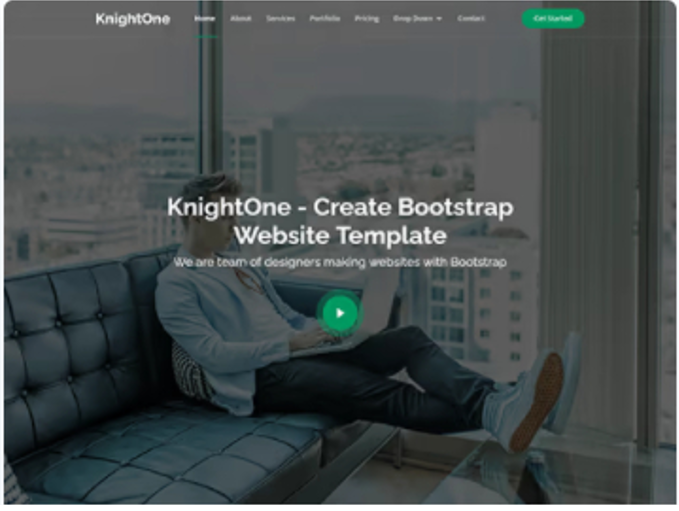 KnightOne
Home About Services Portfolio Pricing Drop Down Contact
Get Started
KnightOne - Create Bootstrap
Website Template
We are team of designers making websites with Bootstrap